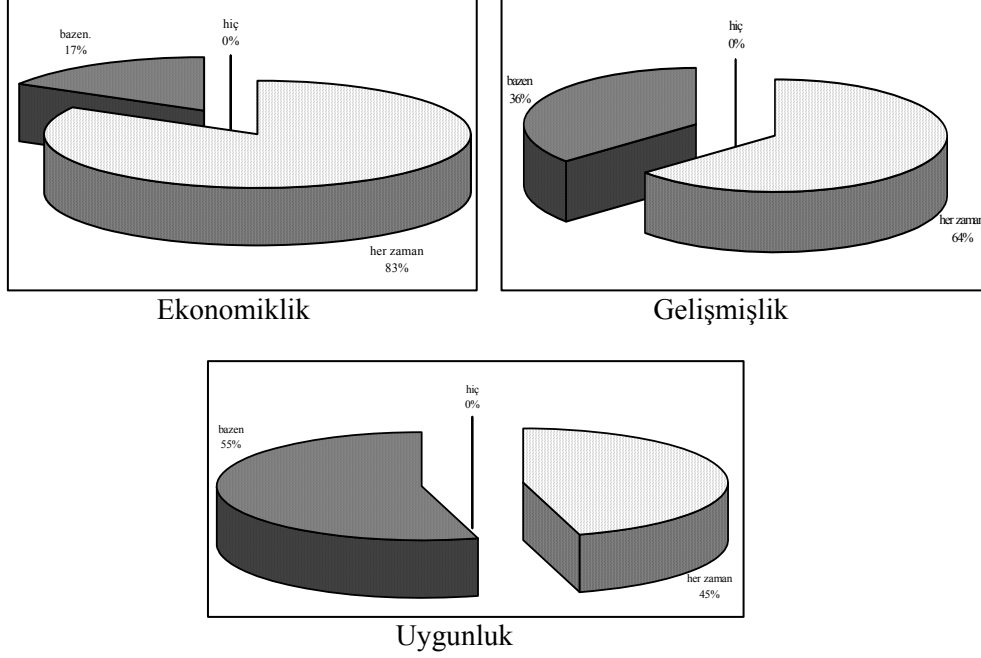 hiç
0%
bazen.
17%
her zaman
83%
Ekonomiklik
hiç
0%
bazen
36%
her zaman
64%
Gelişmişlik
hiç
0%
bazen
55%
her zaman
45%
Uygunluk